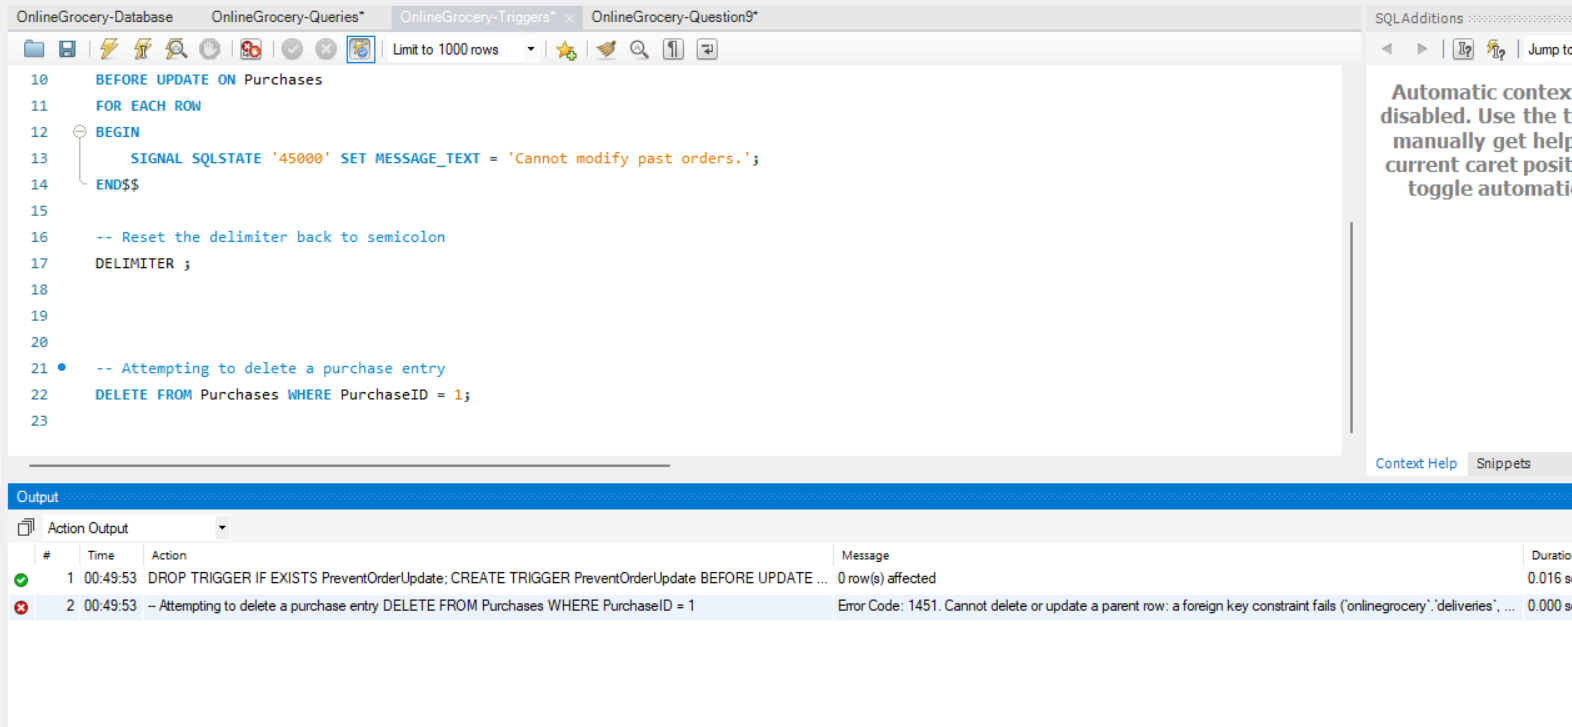 OnlineGrocery-Database OnlineGrocery-Queries* OnlineGrocery-Triggers* OnlineGrocery-Question9* SQLAdditions
Limit to 1000 rows Jump to
10 BEFORE UPDATE ON Purchases
11 FOR EACH ROW
12 BEGIN
13 SIGNAL SQLSTATE '45000' SET MESSAGE_TEXT = 'Cannot modify past orders.';
14 END$$
15
16 -- Reset the delimiter back to semicolon
17 DELIMITER ;
18
19
20
21 -- Attempting to delete a purchase entry
22 DELETE FROM Purchases WHERE PurchaseID = 1;
23
Automatic contex
disabled. Use the t
manually get help
current caret posit
toggle automati
Context Help Snippets
Output
Action Output
# Time Action Message Duratio
1 00:49:53 DROP TRIGGER IF EXISTS PreventOrderUpdate; CREATE TRIGGER PreventOrderUpdate BEFORE UPDATE ... 0 row(s) affected 0.016 s
2 00:49:53 -- Attempting to delete a purchase entry DELETE FROM Purchases WHERE PurchaseID = 1 Error Code: 1451. Cannot delete or update a parent row: a foreign key constraint fails (`onlinegrocery`.`deliveries`, ... 0.000 s